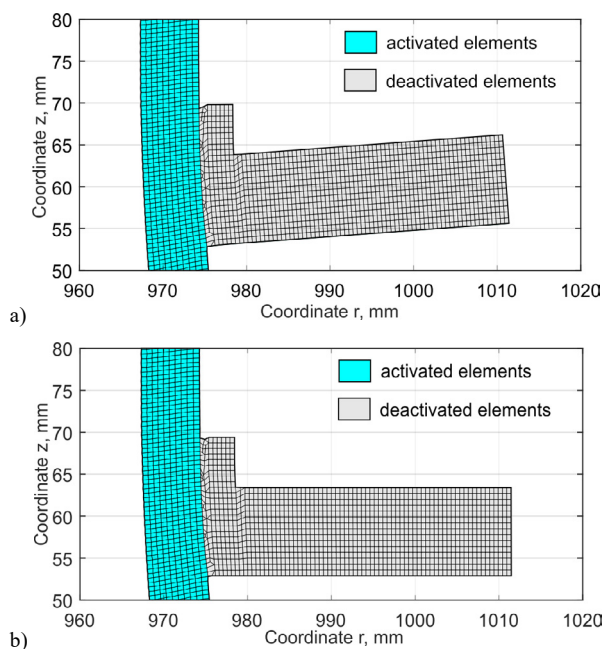 80
70
65
60
55
50
960
970
980
990
1000
1010
1020
Coordinate z, mm
Coordinate r, mm
activated elements
deactivated elements
a)
80
70
65
60
55
50
960
970
980
990
1000
1010
1020
Coordinate z, mm
Coordinate r, mm
activated elements
deactivated elements
b)